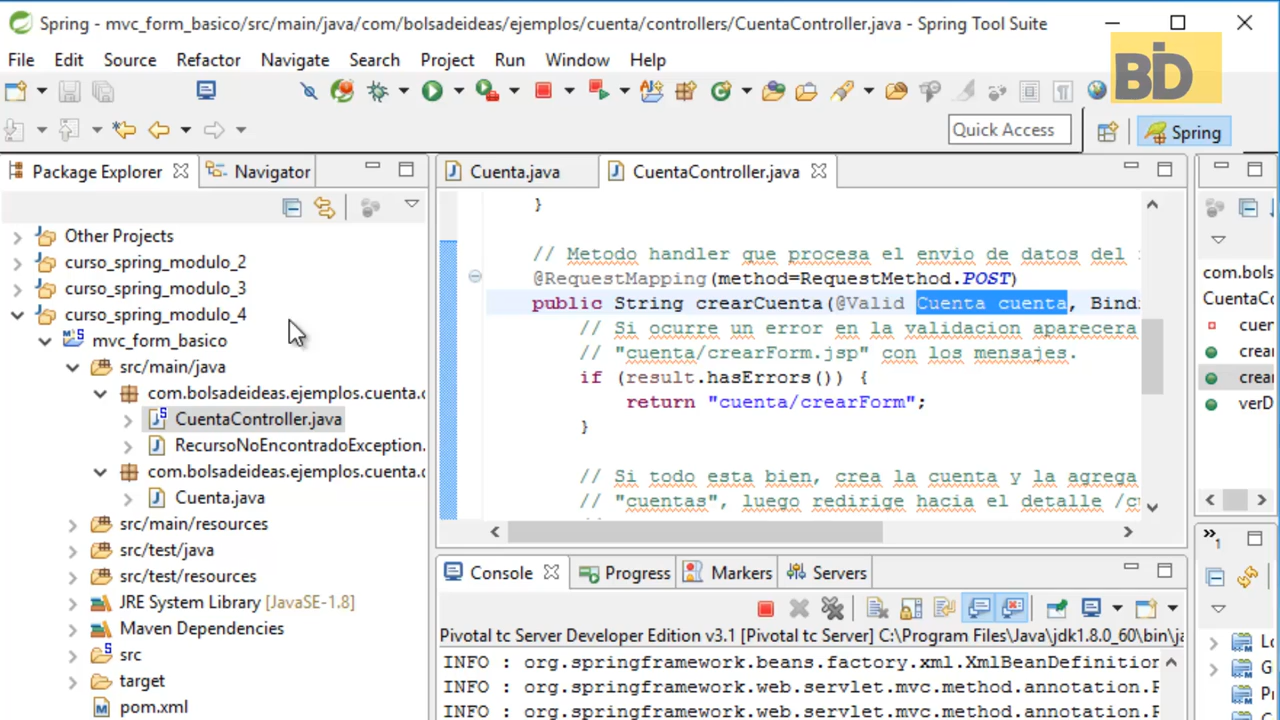 Spring - mvc_form_basico/src/main/java/com/bolsadeideas/ejemplos/cuenta/controllers/CuentaController.java - Spring Tool Suite
File Edit Source Refactor Navigate Search Project Run Window Help
BD
Quick Access
Spring
Package Explorer
Navigator
Cuenta.java
CuentaController.java
Other Projects
curso_spring_modulo_2
curso_spring_modulo_3
curso_spring_modulo_4
mvc_form_basico
src/main/java
com.bolsadeideas.ejemplos.cuenta.c
CuentaController.java
RecursoNoEncontradoException.
com.bolsadeideas.ejemplos.cuenta.c
Cuenta.java
src/main/resources
src/test/java
src/test/resources
JRE System Library [JavaSE-1.8]
Maven Dependencies
src
target
pom.xml
}
// Metodo handler que procesa el envio de datos del
@RequestMapping(method=RequestMethod.POST)
public String crearCuenta(@Valid Cuenta cuenta, Bindi
// Si ocurre un error en la validacion aparecera
// "cuenta/crearForm.jsp" con los mensajes.
if (result.hasErrors()) {
return "cuenta/crearForm";
}
// Si todo esta bien, crea la cuenta y la agrega
// "cuentas", luego redirige hacia el detalle /cu
//
com.bols
CuentaCo
cuen
crear
crear
verD
Console
Progress
Markers
Servers
Pivotal tc Server Developer Edition v3.1 [Pivotal tc Server] C:\Program Files\Java\jdk1.8.0_60\bin\ja
INFO : org.springframework.beans.factory.xml.XmlBeanDefinition
INFO : org.springframework.web.servlet.mvc.method.annotation.R
INFO : org.springframework.web.servlet.mvc.method.annotation.R
1
Lo
G
Pr